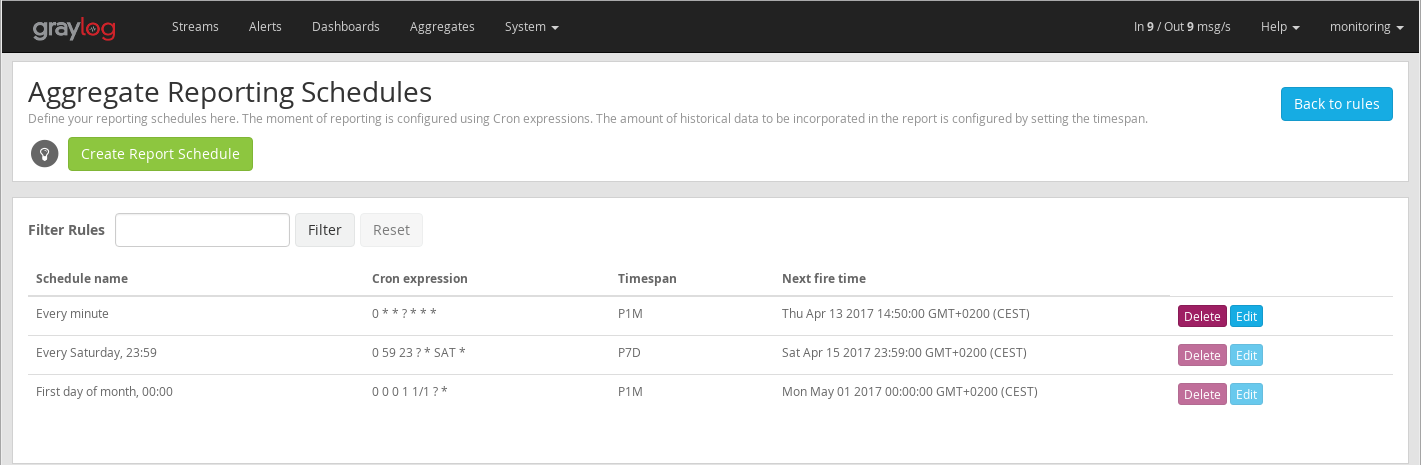 graylog Streams Alerts Dashboards Aggregates System In 9 / Out 9 msg/s Help monitoring
Aggregate Reporting Schedules
Back to rules
Define your reporting schedules here. The moment of reporting is configured using Cron expressions. The amount of historical data to be incorporated in the report is configured by setting the timespan.
Create Report Schedule
Filter Rules Filter Reset
Schedule name Cron expression Timespan Next fire time
Every minute 0 * * ? * * * P1M Thu Apr 13 2017 14:50:00 GMT+0200 (CEST) Delete Edit
Every Saturday, 23:59 0 59 23 ? * SAT * P7D Sat Apr 15 2017 23:59:00 GMT+0200 (CEST) Delete Edit
First day of month, 00:00 0 0 0 1 1/1 ? * P1M Mon May 01 2017 00:00:00 GMT+0200 (CEST) Delete Edit